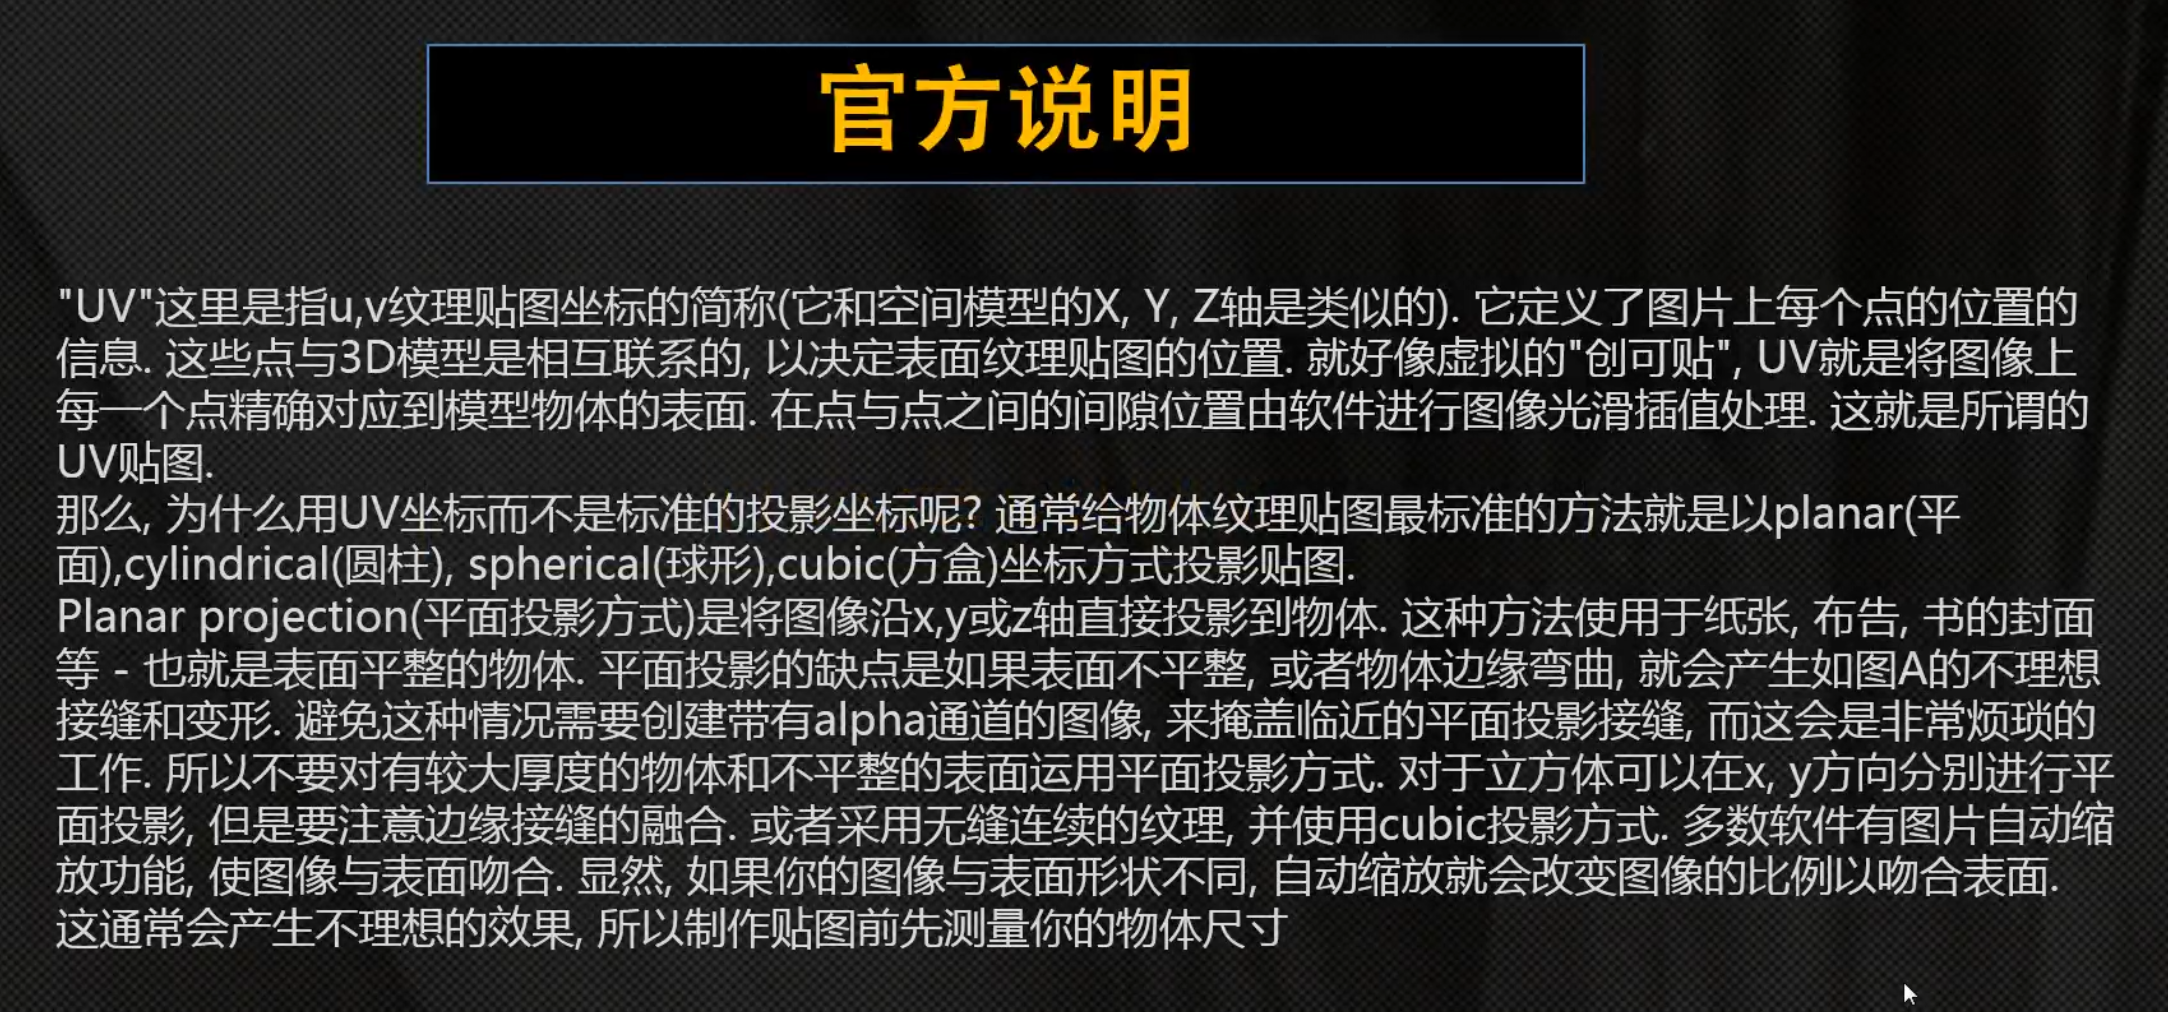 官方说明
"UV"这里是指u,v纹理贴图坐标的简称(它和空间模型的X, Y, Z轴是类似的). 它定义了图片上每个点的位置的
信息. 这些点与3D模型是相互联系的, 以决定表面纹理贴图的位置. 就好像虚拟的"创可贴", UV就是将图像上
每一个点精确对应到模型物体的表面. 在点与点之间的间隙位置由软件进行图像光滑插值处理. 这就是所谓的
UV贴图.
那么, 为什么用UV坐标而不是标准的投影坐标呢? 通常给物体纹理贴图最标准的方法就是以planar(平
面),cylindrical(圆柱), spherical(球形),cubic(方盒)坐标方式投影贴图.
Planar projection(平面投影方式)是将图像沿x,y或z轴直接投影到物体. 这种方法使用于纸张, 布告, 书的封面
等 - 也就是表面平整的物体. 平面投影的缺点是如果表面不平整, 或者物体边缘弯曲, 就会产生如图A的不理想
接缝和变形. 避免这种情况需要创建带有alpha通道的图像, 来掩盖临近的平面投影接缝, 而这会是非常烦琐的
工作. 所以不要对有较大厚度的物体和不平整的表面运用平面投影方式. 对于立方体可以在x, y方向分别进行平
面投影, 但是要注意边缘接缝的融合. 或者采用无缝连续的纹理, 并使用cubic投影方式. 多数软件有图片自动缩
放功能, 使图像与表面吻合. 显然, 如果你的图像与表面形状不同, 自动缩放就会改变图像的比例以吻合表面.
这通常会产生不理想的效果, 所以制作贴图前先测量你的物体尺寸